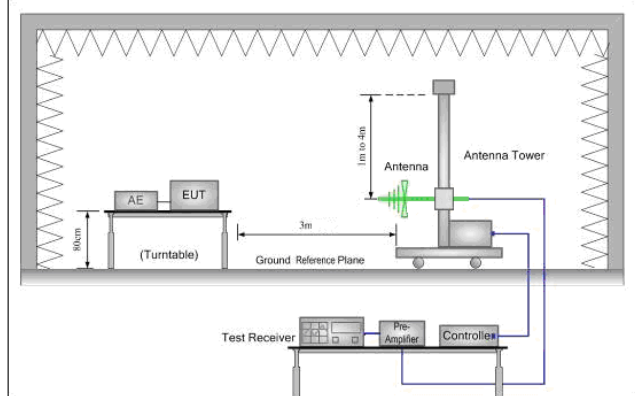 1m to 4m
Antenna
Antenna Tower
AE
EUT
80cm
3m
(Turntable)
Ground Reference Plane
Test Receiver
Pre-
Amplifier
Controller